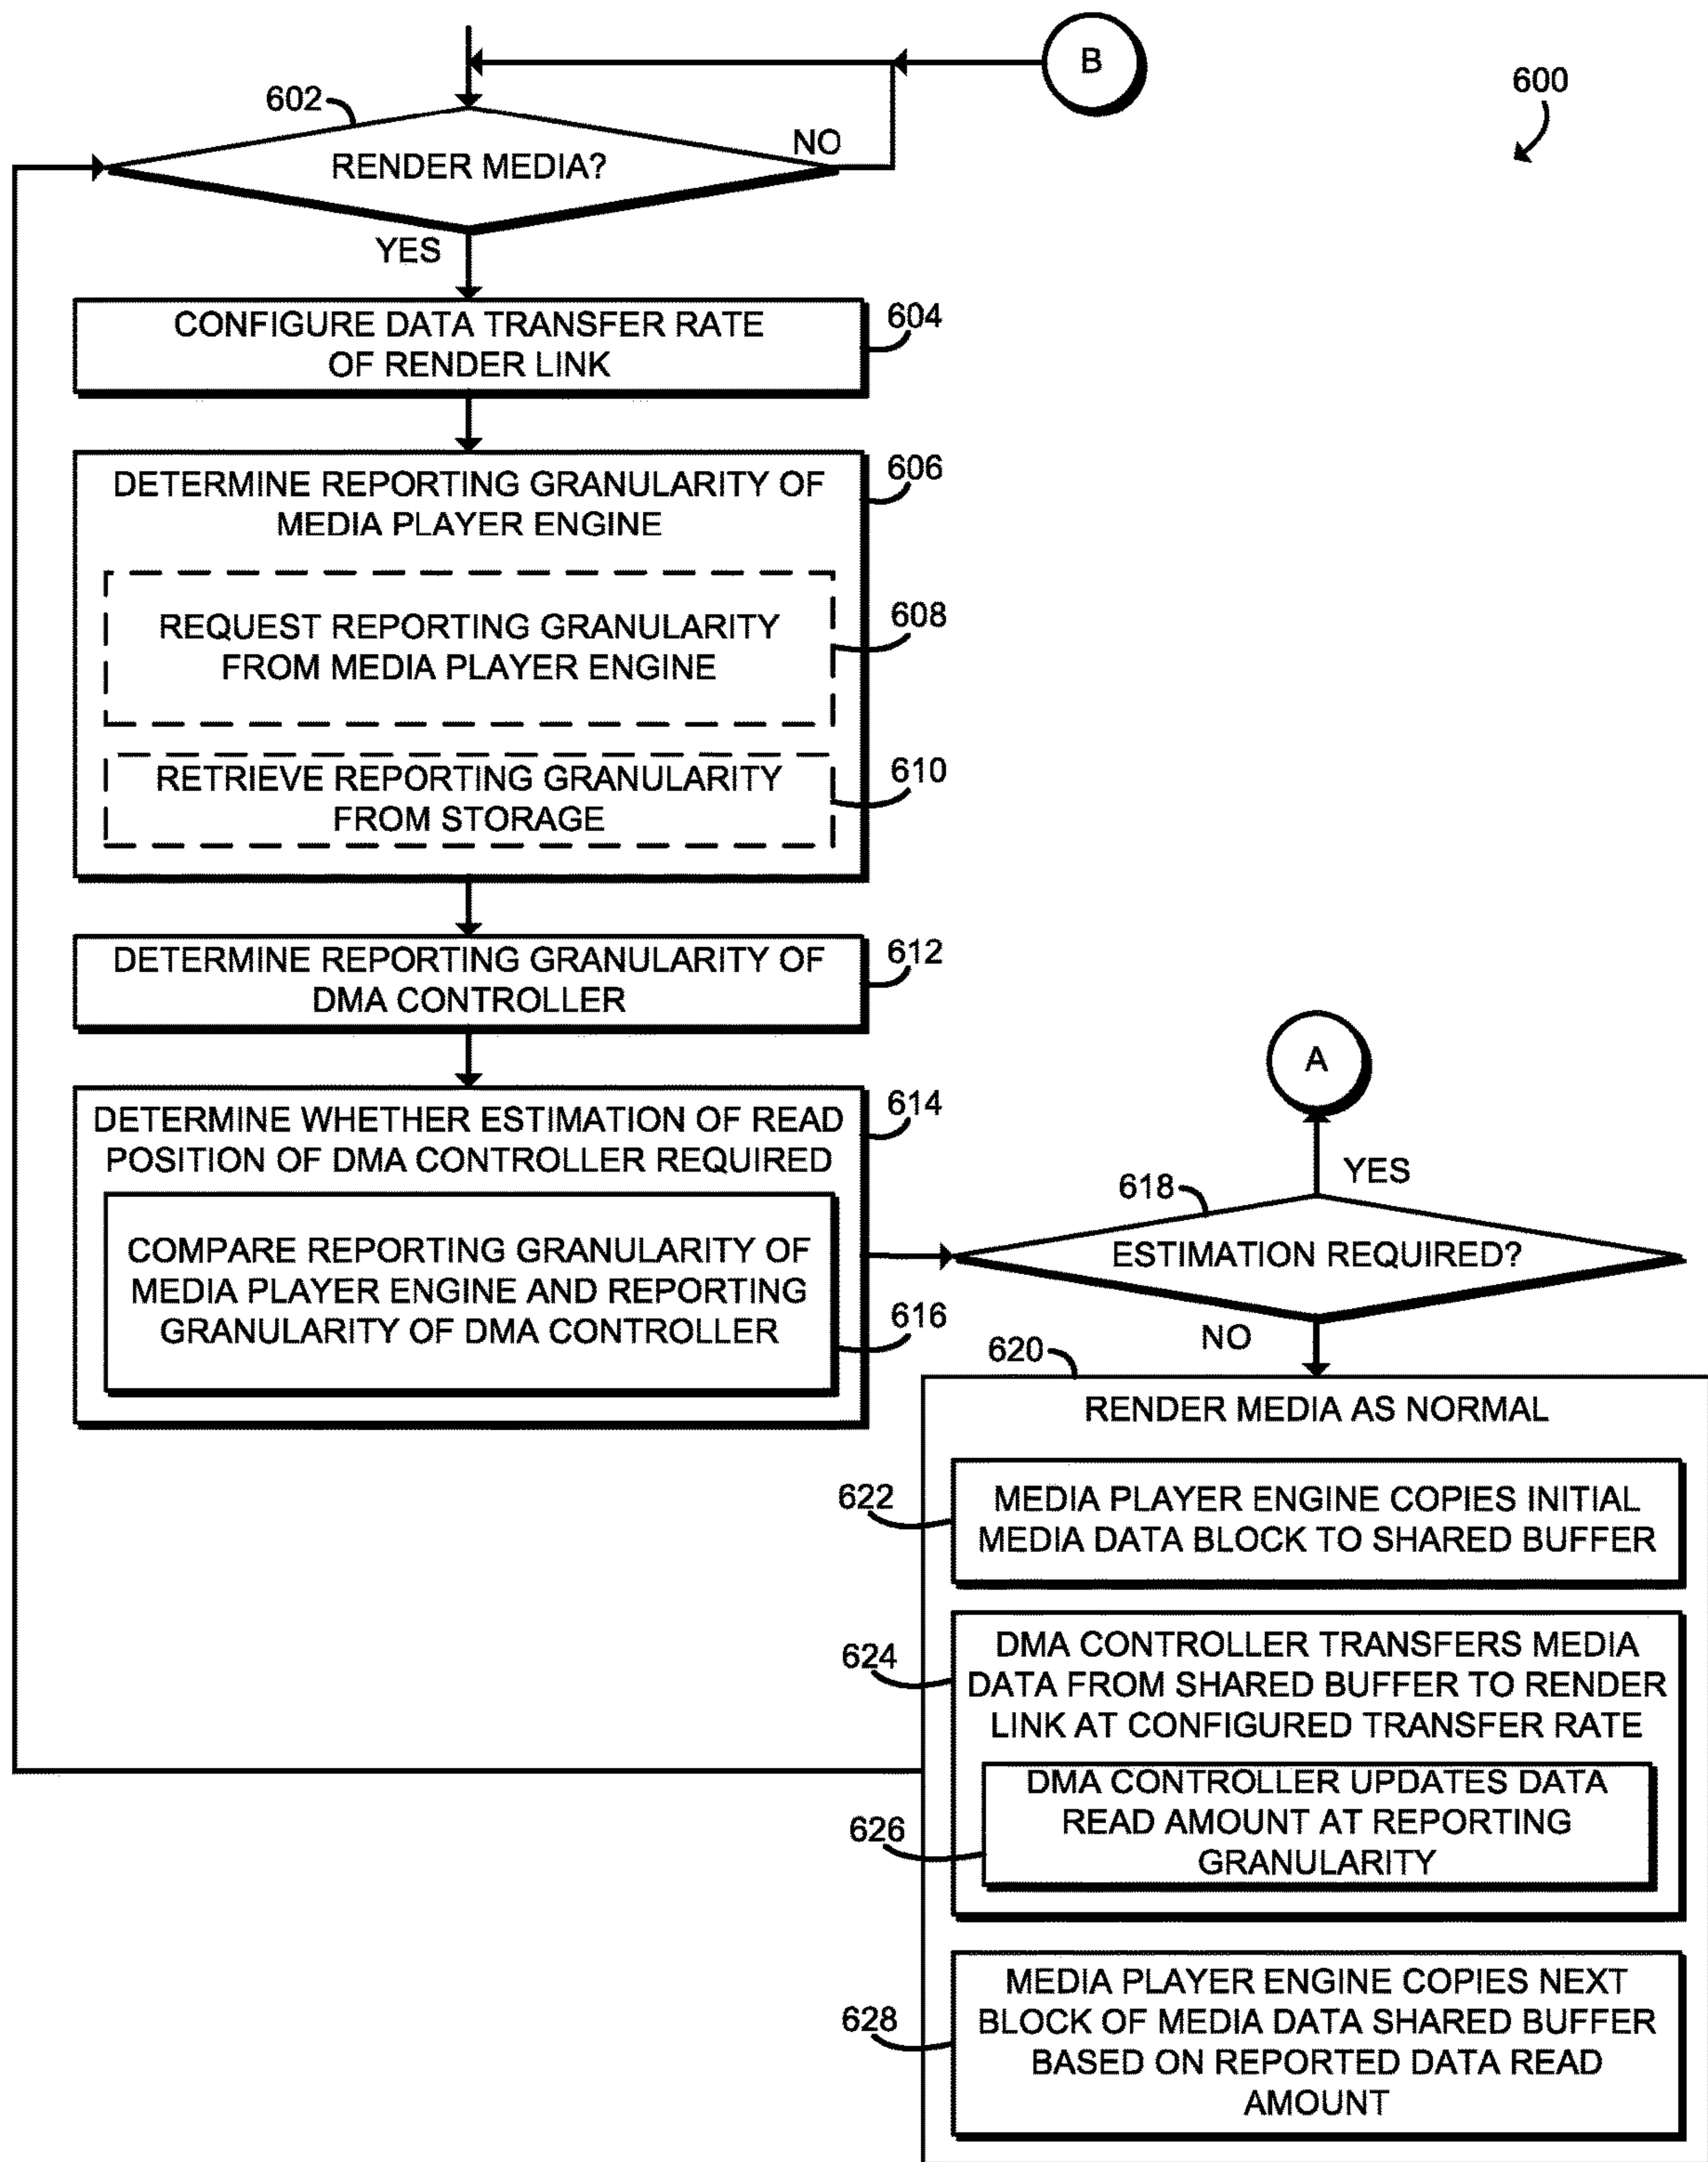 B
600
602
RENDER MEDIA?
NO
YES
CONFIGURE DATA TRANSFER RATE
OF RENDER LINK
604
DETERMINE REPORTING GRANULARITY OF
MEDIA PLAYER ENGINE
606
REQUEST REPORTING GRANULARITY
FROM MEDIA PLAYER ENGINE
608
RETRIEVE REPORTING GRANULARITY
FROM STORAGE
610
DETERMINE REPORTING GRANULARITY OF
DMA CONTROLLER
612
DETERMINE WHETHER ESTIMATION OF READ
POSITION OF DMA CONTROLLER REQUIRED
614
COMPARE REPORTING GRANULARITY OF
MEDIA PLAYER ENGINE AND REPORTING
GRANULARITY OF DMA CONTROLLER
616
A
YES
618
ESTIMATION REQUIRED?
NO
620
RENDER MEDIA AS NORMAL
622
MEDIA PLAYER ENGINE COPIES INITIAL
MEDIA DATA BLOCK TO SHARED BUFFER
624
DMA CONTROLLER TRANSFERS MEDIA
DATA FROM SHARED BUFFER TO RENDER
LINK AT CONFIGURED TRANSFER RATE
626
DMA CONTROLLER UPDATES DATA
READ AMOUNT AT REPORTING
GRANULARITY
628
MEDIA PLAYER ENGINE COPIES NEXT
BLOCK OF MEDIA DATA SHARED BUFFER
BASED ON REPORTED DATA READ
AMOUNT